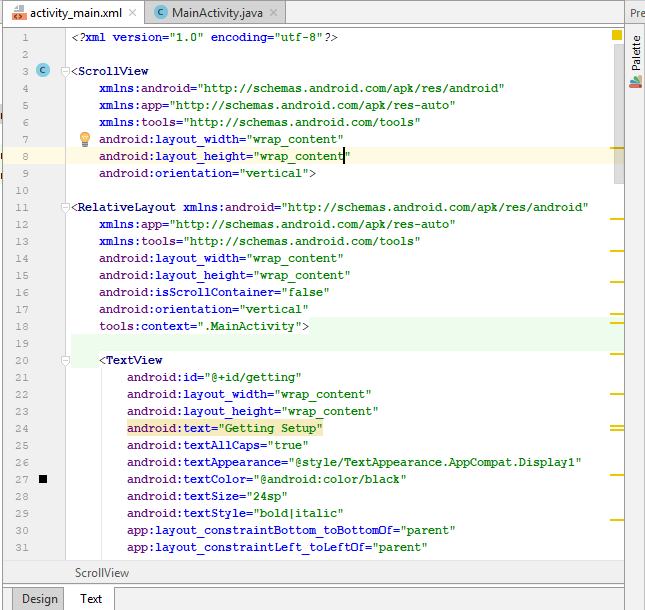 activity_main.xml × C MainActivity.java × Pre
1 <?xml version="1.0" encoding="utf-8"?>
2
3 C <ScrollView
4 xmlns:android="http://schemas.android.com/apk/res/android"
5 xmlns:app="http://schemas.android.com/apk/res-auto"
6 xmlns:tools="http://schemas.android.com/tools"
7 android:layout_width="wrap_content"
8 android:layout_height="wrap_content"
9 android:orientation="vertical">
10
11 <RelativeLayout xmlns:android="http://schemas.android.com/apk/res/android"
12 xmlns:app="http://schemas.android.com/apk/res-auto"
13 xmlns:tools="http://schemas.android.com/tools"
14 android:layout_width="wrap_content"
15 android:layout_height="wrap_content"
16 android:isScrollContainer="false"
17 android:orientation="vertical"
18 tools:context=".MainActivity">
19
20 <TextView
21 android:id="@+id/getting"
22 android:layout_width="wrap_content"
23 android:layout_height="wrap_content"
24 android:text="Getting Setup"
25 android:textAllCaps="true"
26 android:textAppearance="@style/TextAppearance.AppCompat.Display1"
27 android:textColor="@android:color/black"
28 android:textSize="24sp"
29 android:textStyle="bold|italic"
30 app:layout_constraintBottom_toBottomOf="parent"
31 app:layout_constraintLeft_toLeftOf="parent"
ScrollView
Design Text
Palette